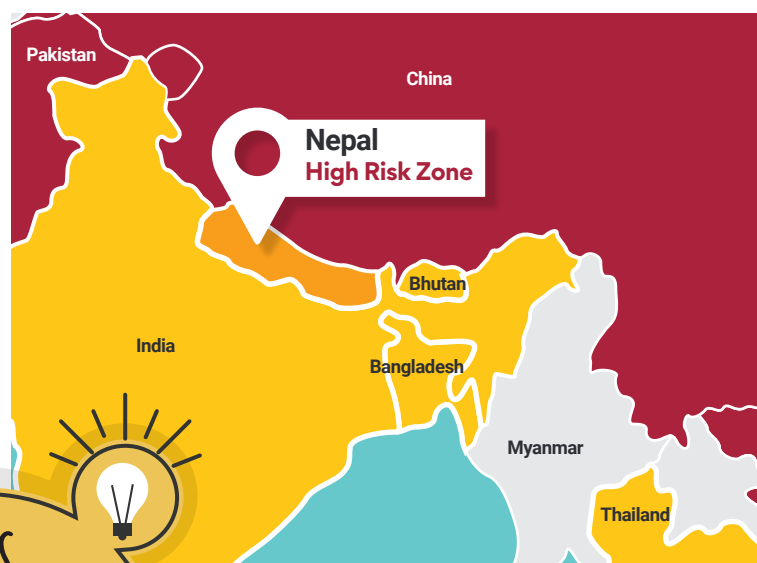 Pakistan
China
Nepal
High Risk Zone
Bhutan
India
Bangladesh
Myanmar
Thailand